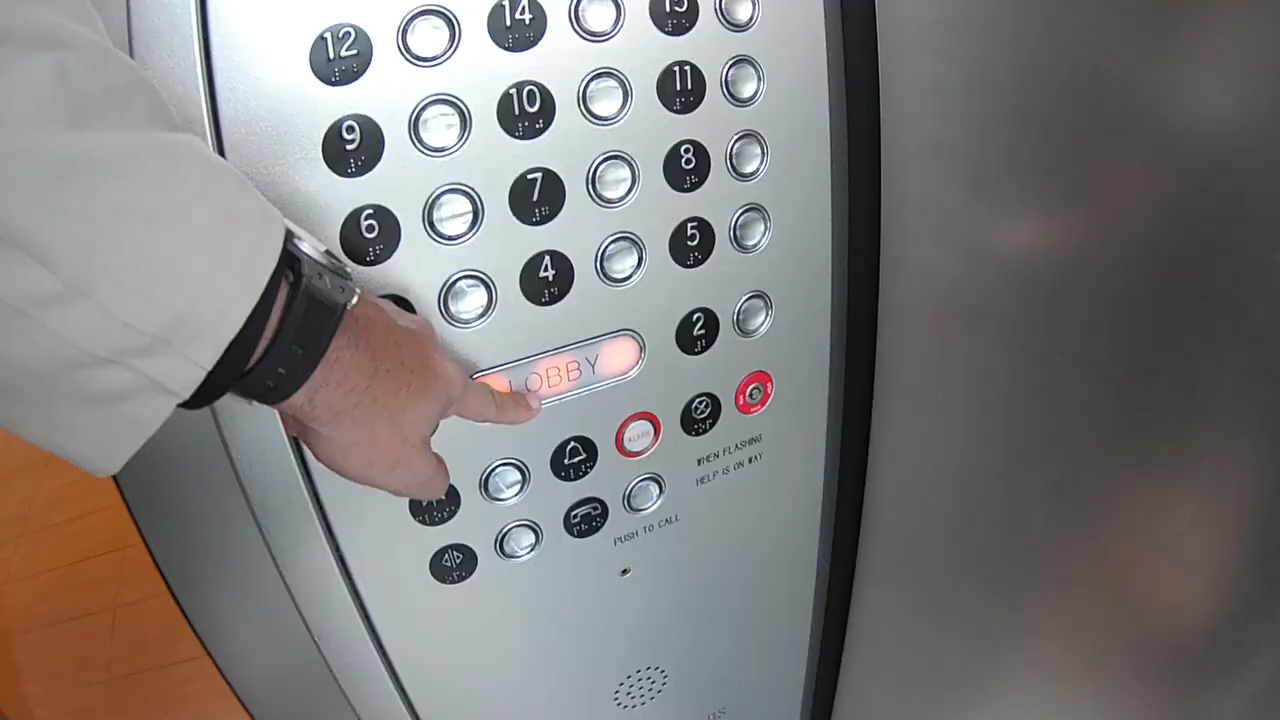 12 14 15
9 10 11
6 7 8
4 5
2
LOBBY
ALARM
WHEN FLASHING
HELP IS ON WAY
PUSH TO CALL